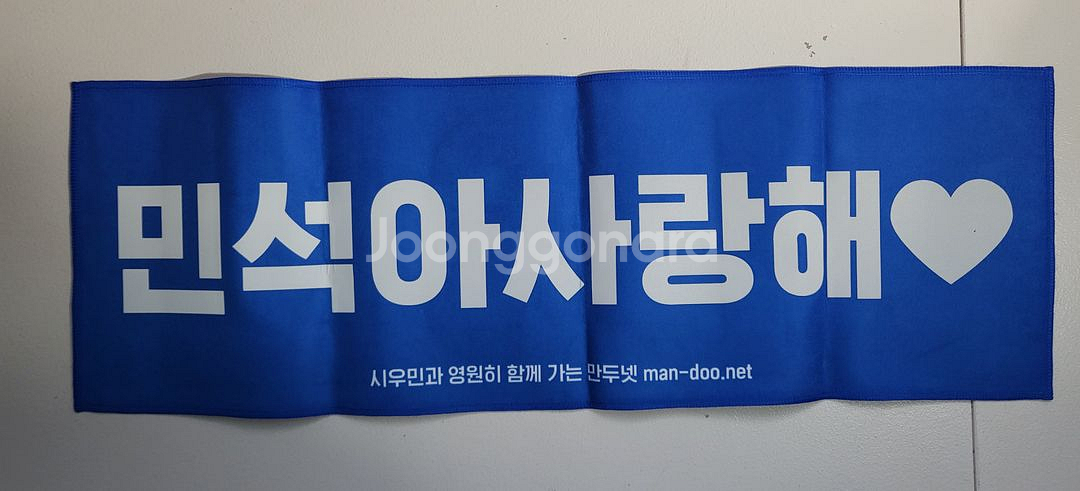 민석아사랑해♥
Joonggonara
시우민과 영원히 함께 가는 만두넷 man-doo.net